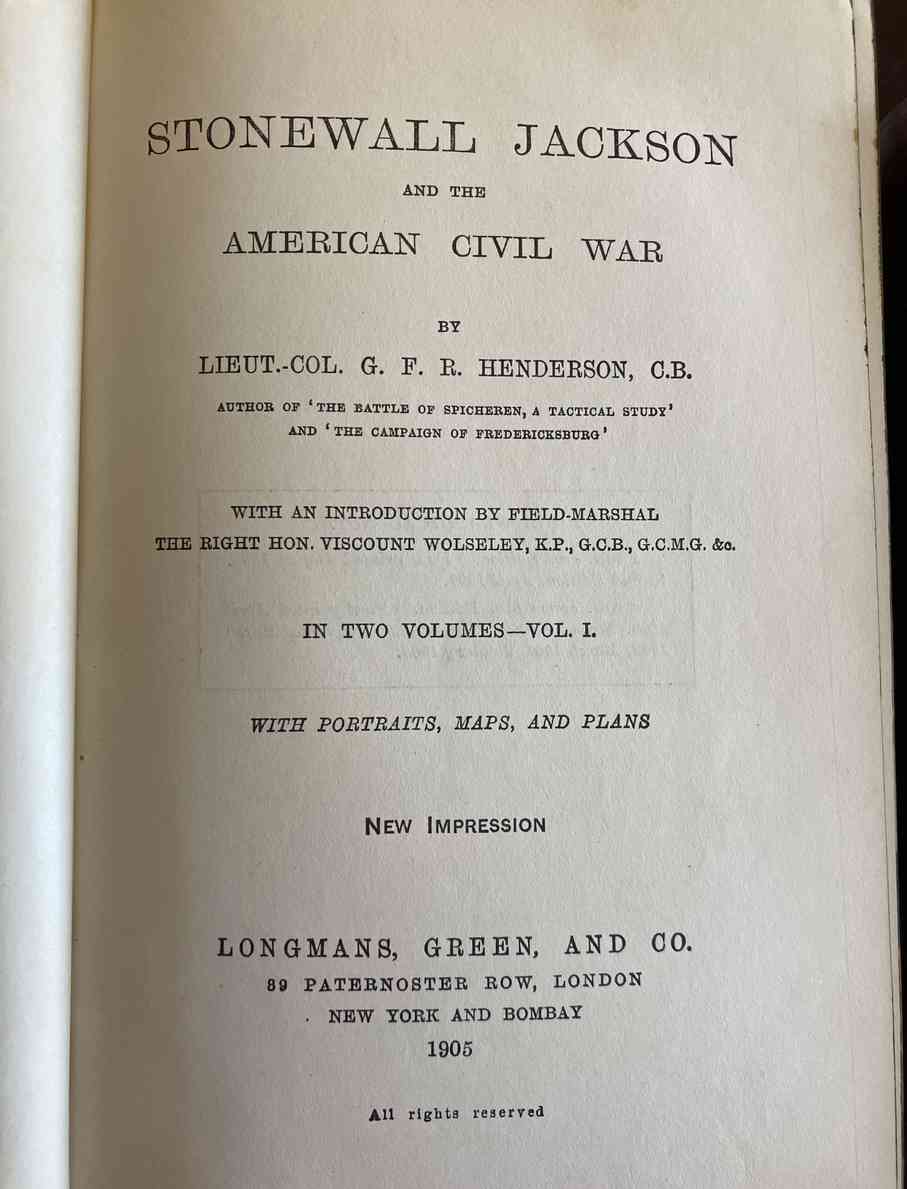 STONEWALL JACKSON
AND THE
AMERICAN CIVIL WAR
BY
LIEUT.-COL. G. F. R. HENDERSON, C.B.
AUTHOR OF ‘THE BATTLE OF SPICHEREN, A TACTICAL STUDY’
AND ‘THE CAMPAIGN OF FREDERICKSBURG’
WITH AN INTRODUCTION BY FIELD-MARSHAL
THE RIGHT HON. VISCOUNT WOLSELEY, K.P., G.C.B., G.C.M.G. &c.
IN TWO VOLUMES—VOL. I.
WITH PORTRAITS, MAPS, AND PLANS
NEW IMPRESSION
LONGMANS, GREEN, AND CO.
89 PATERNOSTER ROW, LONDON
NEW YORK AND BOMBAY
1905
All rights reserved